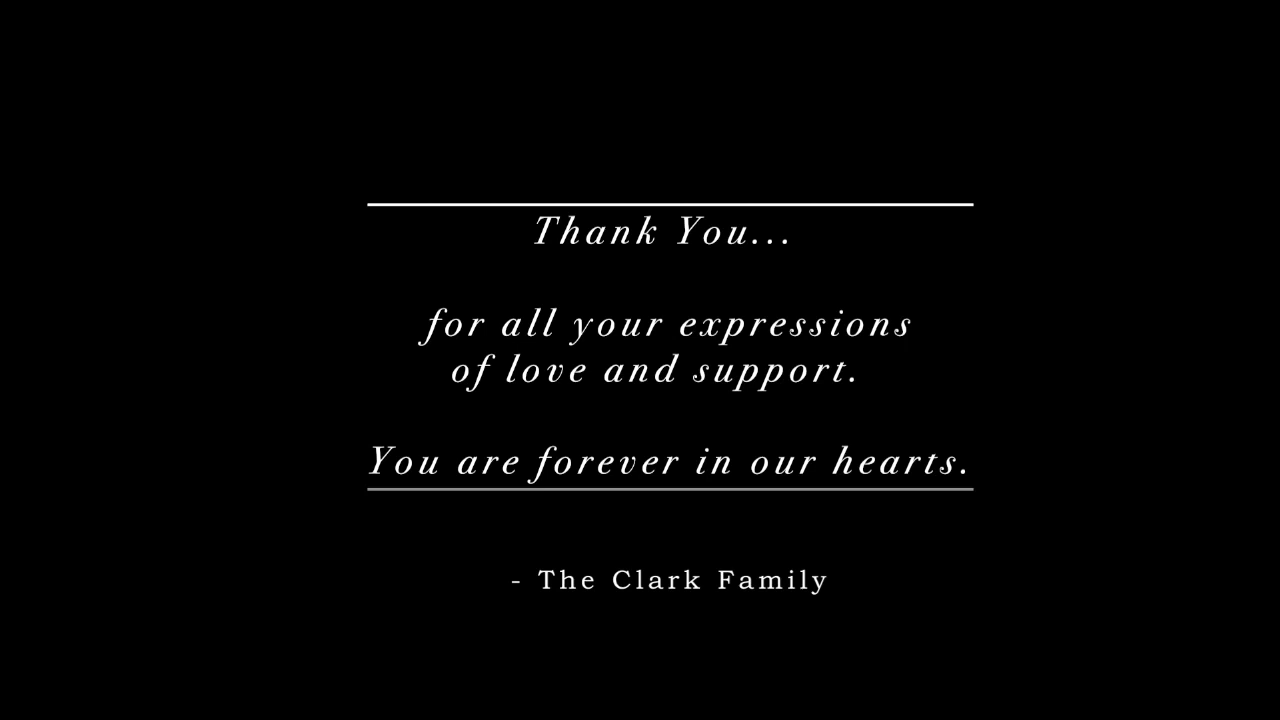 Thank You...
for all your expressions
of love and support.
You are forever in our hearts.
- The Clark Family